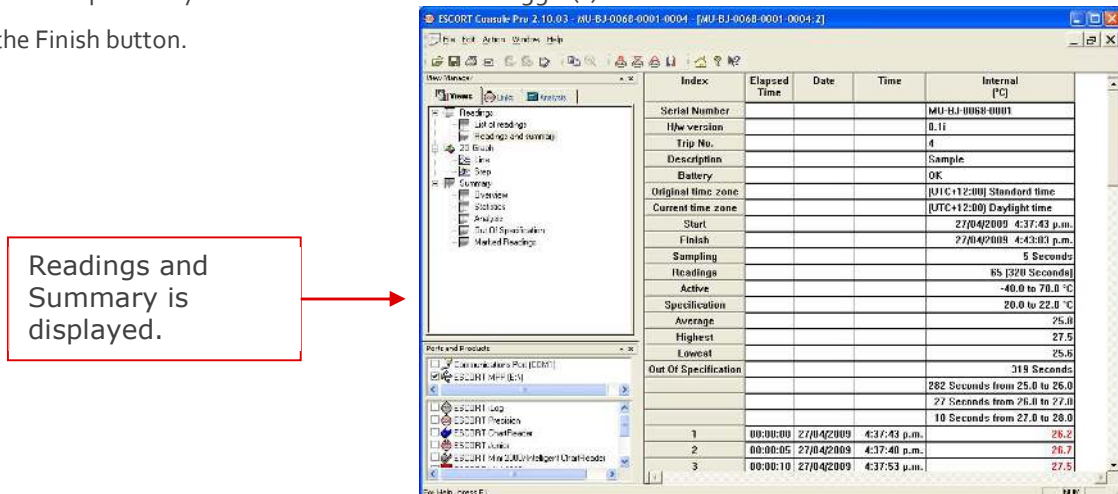 the Finish button.
Readings and
Summary is
displayed.
ESCORT Console Pro 2.10.03 - MU-BJ-0068-0001-0004 - [MU-BJ-0068-0001-0004:2]
File Edit Action Window Help
View Manager
Views Links Analysis
Readings
List of readings
Readings and summary
2D Graph
Line
Step
Summary
Overview
Statistics
Analysis
Out Of Specification
Marked Readings
Ports and Products
Communications Port (COM1)
ESCORT MPP (E:\)
ESCORT iLog
ESCORT Precision
ESCORT ChartReader
ESCORT Junior
ESCORT Mini 2000/Intelligent ChartReader
Index Elapsed Time Date Time Internal (°C)
Serial Number MU-BJ-0068-0001
H/w version 0.1i
Trip No. 4
Description Sample
Battery OK
Original time zone (UTC+12:00) Standard time
Current time zone (UTC+12:00) Daylight time
Start 27/04/2009 4:37:43 p.m.
Finish 27/04/2009 4:43:03 p.m.
Sampling 5 Seconds
Readings 65 (320 Seconds)
Active -40.0 to 70.0 °C
Specification 20.0 to 22.0 °C
Average 25.8
Highest 27.5
Lowest 25.6
Out Of Specification 319 Seconds
282 Seconds from 25.0 to 26.0
27 Seconds from 26.0 to 27.0
10 Seconds from 27.0 to 28.0
1 00:00:00 27/04/2009 4:37:43 p.m. 26.2
2 00:00:05 27/04/2009 4:37:48 p.m. 26.7
3 00:00:10 27/04/2009 4:37:53 p.m. 27.5
For Help, press F1
NUM